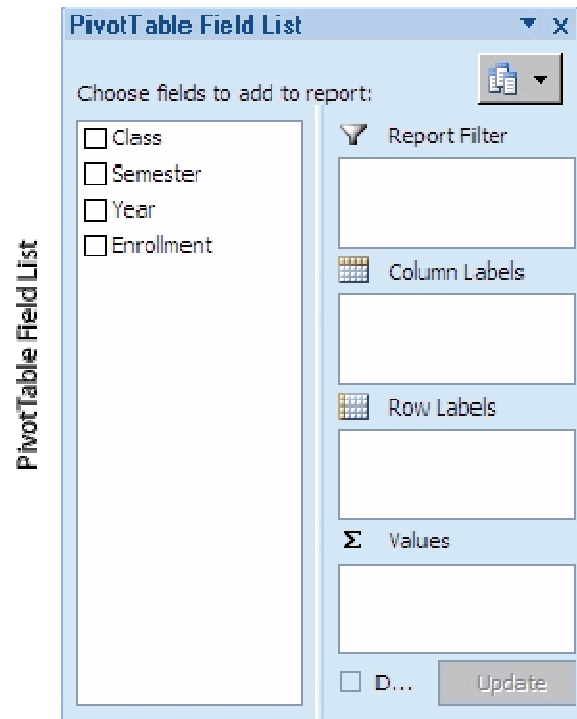 PivotTable Field List
PivotTable Field List
Choose fields to add to report:
Class
Semester
Year
Enrollment
Report Filter
Column Labels
Row Labels
Σ Values
D...
Update